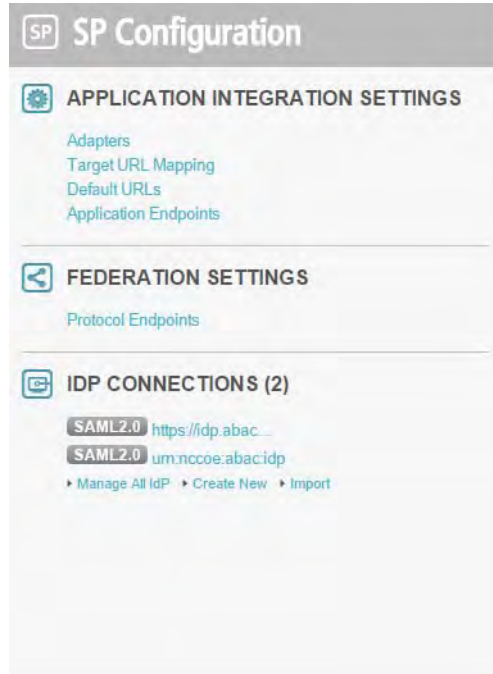 SP SP Configuration
APPLICATION INTEGRATION SETTINGS
Adapters
Target URL Mapping
Default URLs
Application Endpoints
FEDERATION SETTINGS
Protocol Endpoints
IDP CONNECTIONS (2)
SAML2.0 https://idp.abac...
SAML2.0 urn:nccoe:abac:idp
Manage All IdP Create New Import